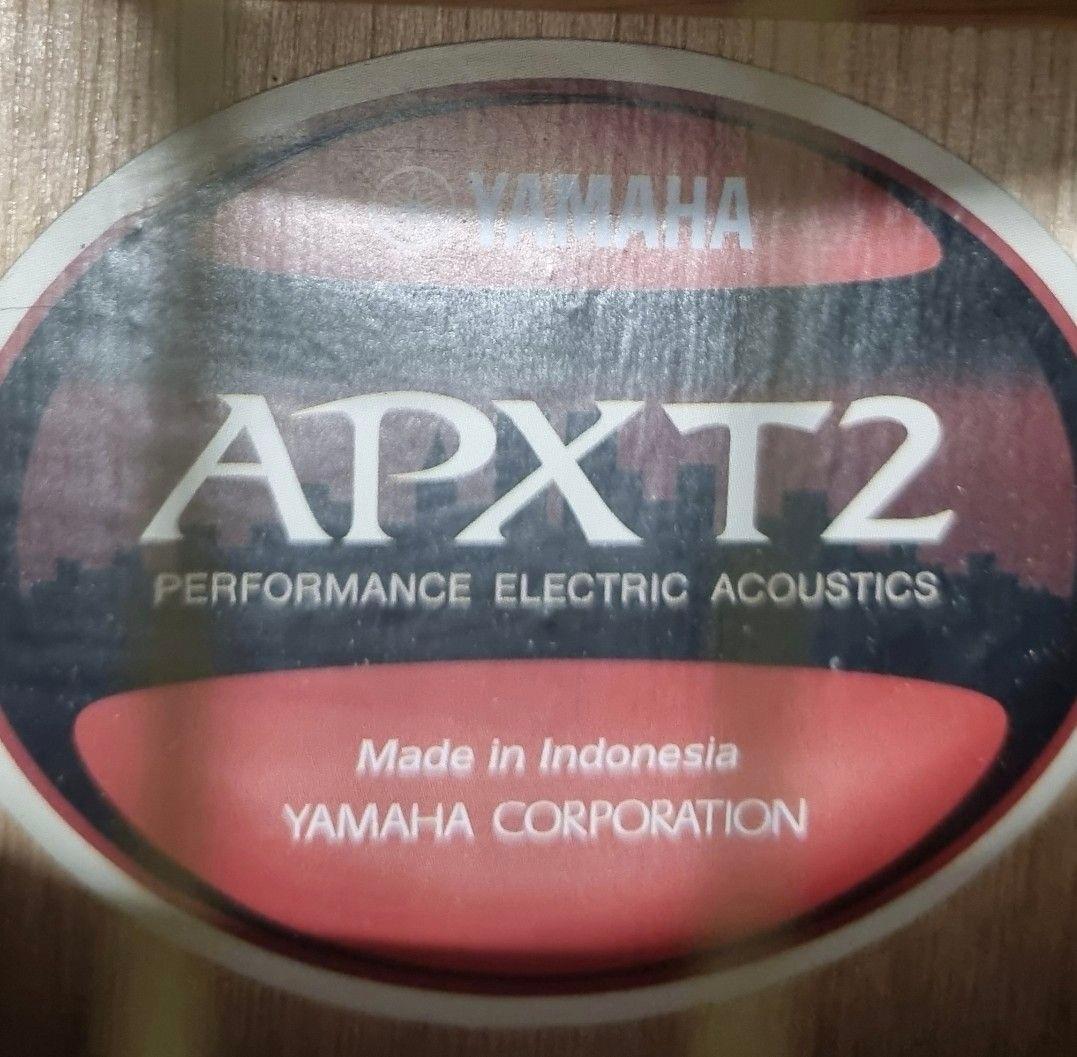 YAMAHA
APXT2
PERFORMANCE ELECTRIC ACOUSTICS
Made in Indonesia
YAMAHA CORPORATION